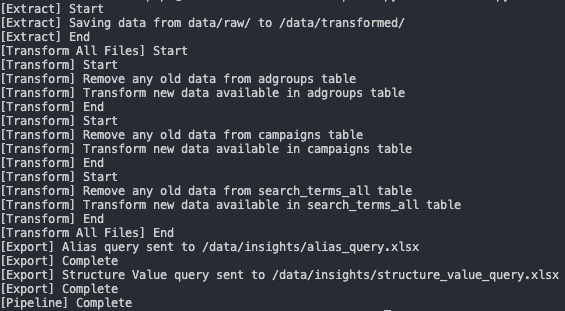 [Extract] Start
[Extract] Saving data from data/raw/ to /data/transformed/
[Extract] End
[Transform All Files] Start
[Transform] Start
[Transform] Remove any old data from adgroups table
[Transform] Transform new data available in adgroups table
[Transform] End
[Transform] Start
[Transform] Remove any old data from campaigns table
[Transform] Transform new data available in campaigns table
[Transform] End
[Transform] Start
[Transform] Remove any old data from search_terms_all table
[Transform] Transform new data available in search_terms_all table
[Transform] End
[Transform All Files] End
[Export] Alias query sent to /data/insights/alias_query.xlsx
[Export] Complete
[Export] Structure Value query sent to /data/insights/structure_value_query.xlsx
[Export] Complete
[Pipeline] Complete